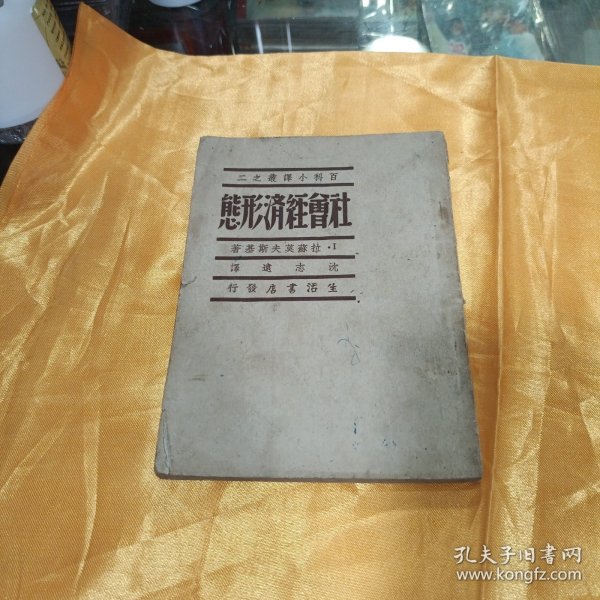 百科小譯叢之二
社會經濟形態
I·拉蘇莫夫斯基著
沈志遠譯
生活書店發行
孔夫子旧书网
www.kongfz.com